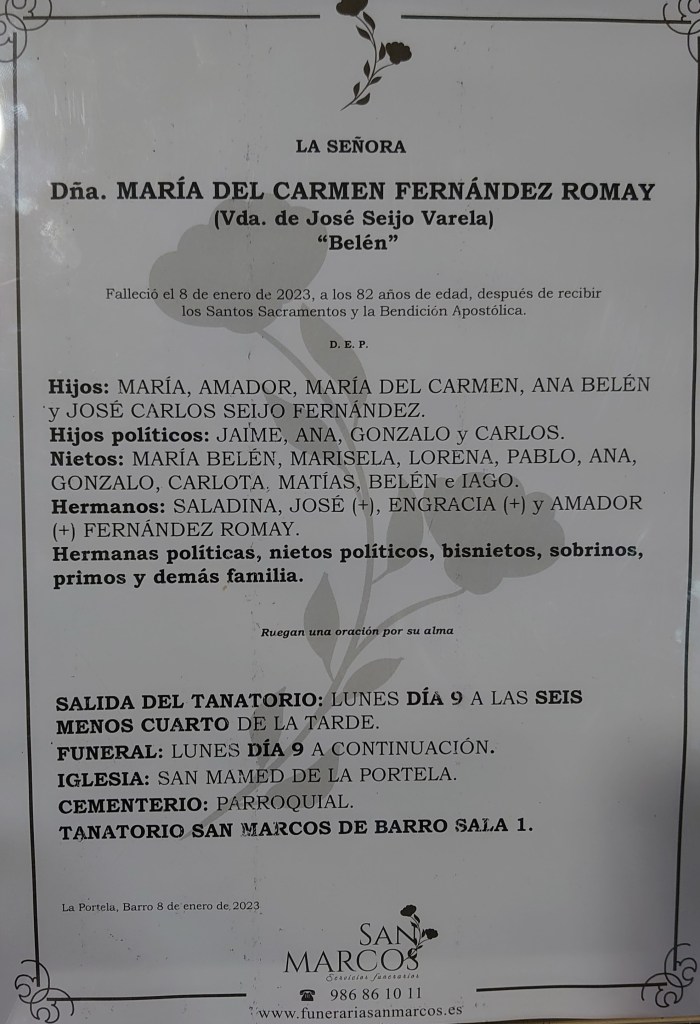 LA SEÑORA
Dña. MARÍA DEL CARMEN FERNÁNDEZ ROMAY
(Vda. de José Seijo Varela)
“Belén”
Falleció el 8 de enero de 2023, a los 82 años de edad, después de recibir
los Santos Sacramentos y la Bendición Apostólica.
D. E. P.
Hijos: MARÍA, AMADOR, MARÍA DEL CARMEN, ANA BELÉN
y JOSÉ CARLOS SEIJO FERNÁNDEZ.
Hijos políticos: JAIME, ANA, GONZALO y CARLOS.
Nietos: MARÍA BELÉN, MARISELA, LORENA, PABLO, ANA,
GONZALO, CARLOTA, MATÍAS, BELÉN e IAGO.
Hermanos: SALADINA, JOSÉ (+), ENGRACIA (+) y AMADOR
(+) FERNÁNDEZ ROMAY.
Hermanas políticas, nietos políticos, bisnietos, sobrinos,
primos y demás familia.
Ruegan una oración por su alma
SALIDA DEL TANATORIO: LUNES DÍA 9 A LAS SEIS
MENOS CUARTO DE LA TARDE.
FUNERAL: LUNES DÍA 9 A CONTINUACIÓN.
IGLESIA: SAN MAMED DE LA PORTELA.
CEMENTERIO: PARROQUIAL.
TANATORIO SAN MARCOS DE BARRO SALA 1.
La Portela, Barro 8 de enero de 2023
SAN
MARCOS
Servicios funerarios
☎ 986 86 10 11
www.funerariasanmarcos.es